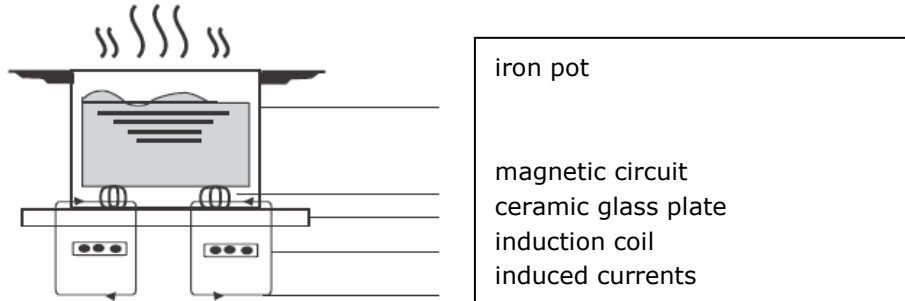 iron pot
magnetic circuit
ceramic glass plate
induction coil
induced currents